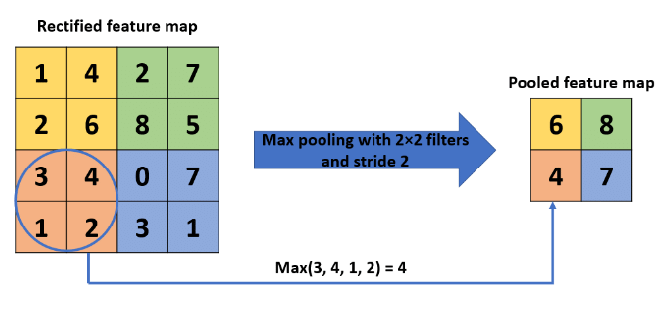 Rectified feature map
1 4 2 7
2 6 8 5
3 4 0 7
1 2 3 1
Max pooling with 2×2 filters
and stride 2
Pooled feature map
6 8
4 7
Max(3, 4, 1, 2) = 4